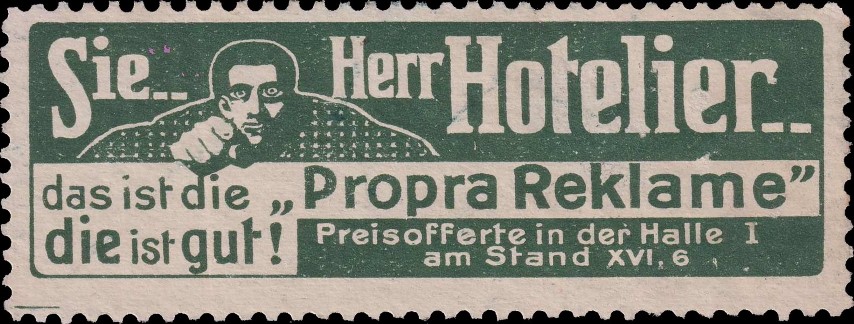 Sie.. Herr Hotelier..
das ist die „Propra Reklame”
die ist gut!
Preisofferte in der Halle I
am Stand XVI, 6